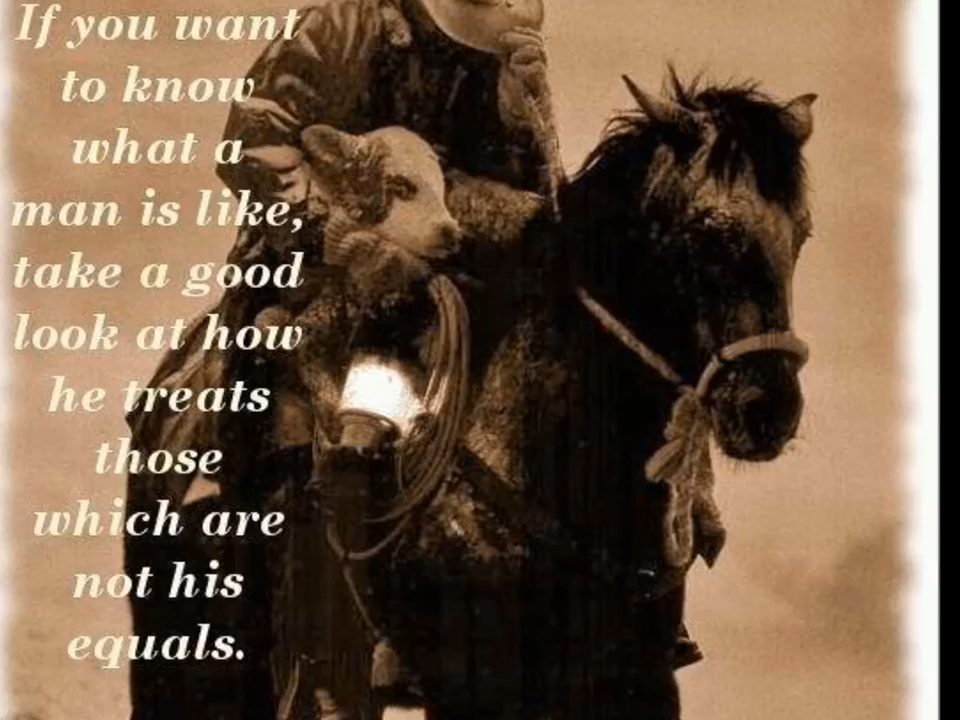 If you want
to know
what a
man is like,
take a good
look at how
he treats
those
which are
not his
equals.